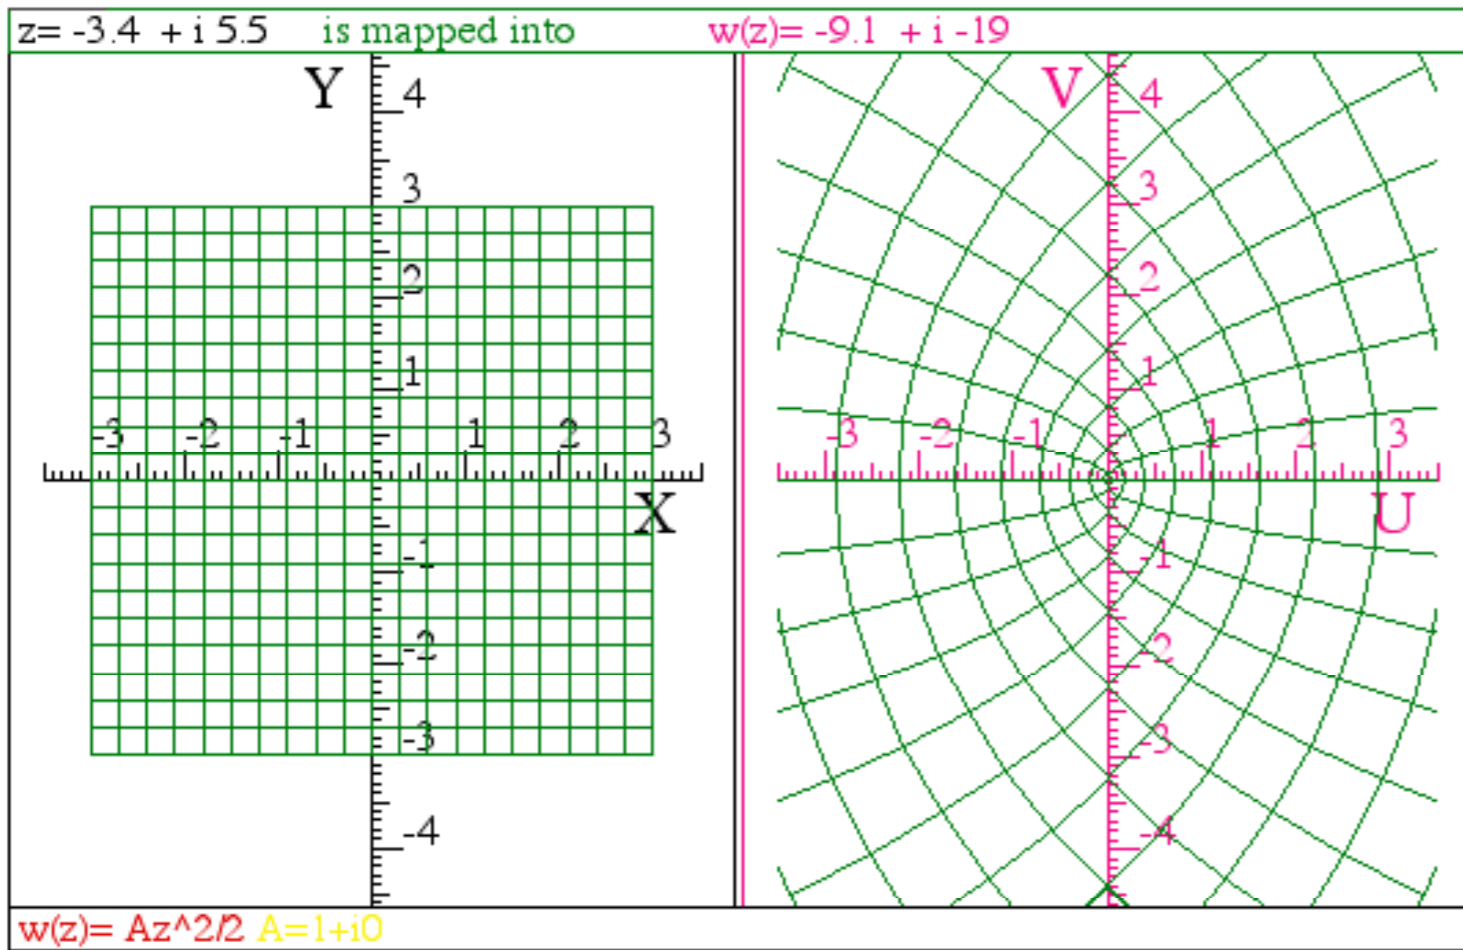 z= -3.4 + i 5.5 is mapped into w(z)= -9.1 + i -19
Y V
4 4
3 3
2 2
1 1
-3 -2 -1 1 2 3 -3 -2 -1 1 2 3
X U
-1 -1
-2 -2
-3 -3
-4 -4
w(z)= Az^2/2 A=1+i0